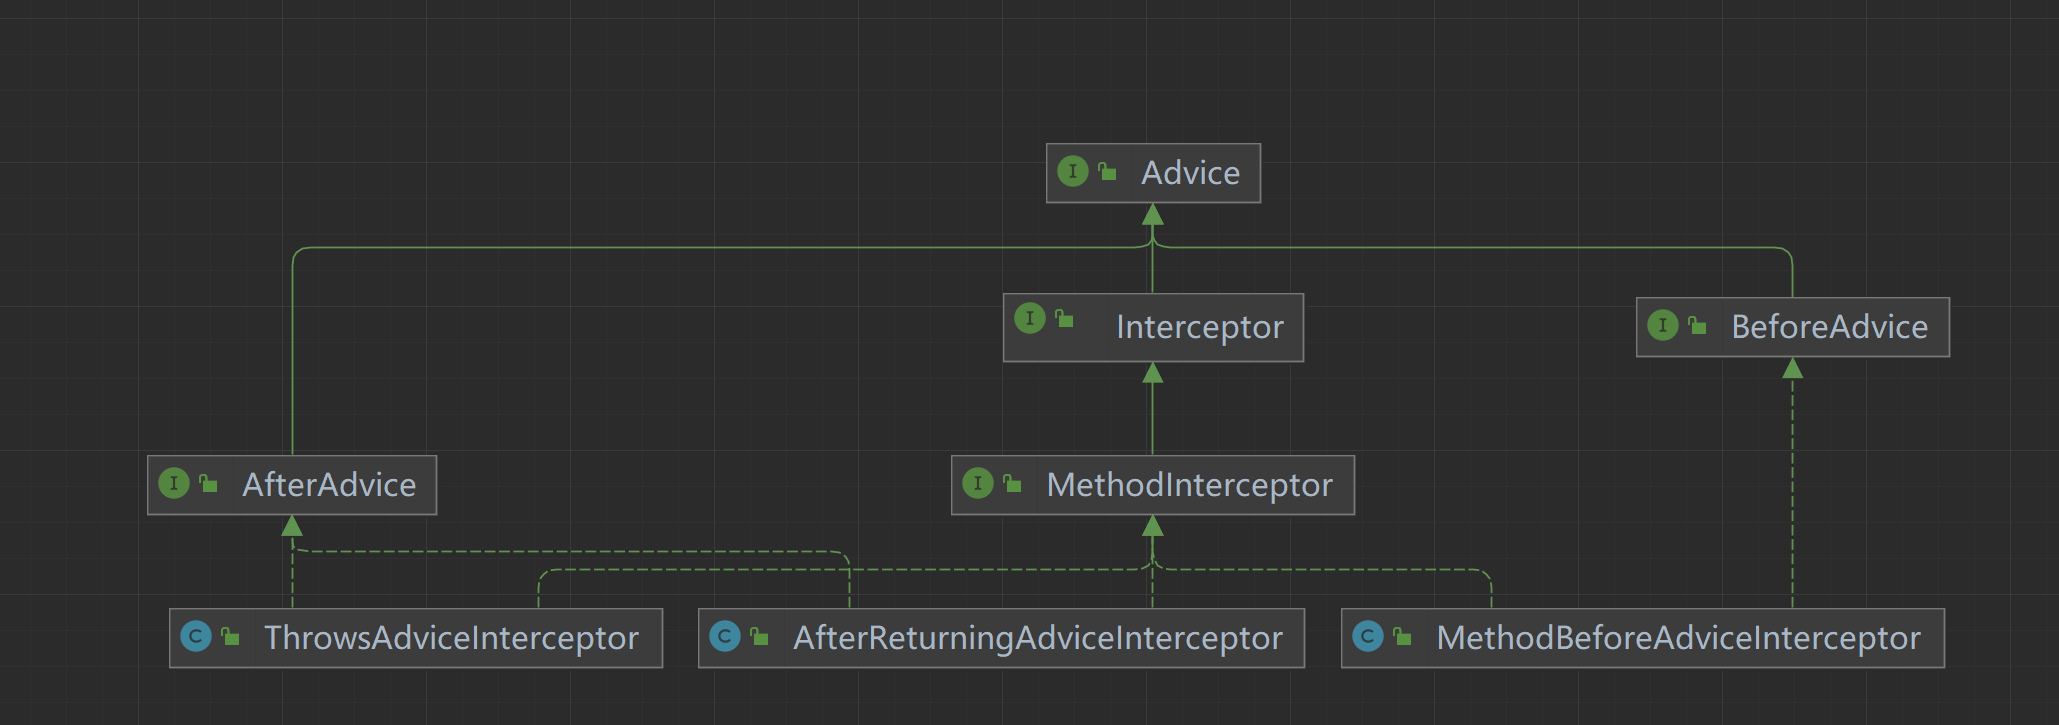 I Advice
I Interceptor
I BeforeAdvice
I AfterAdvice
I MethodInterceptor
C ThrowsAdviceInterceptor
C AfterReturningAdviceInterceptor
C MethodBeforeAdviceInterceptor